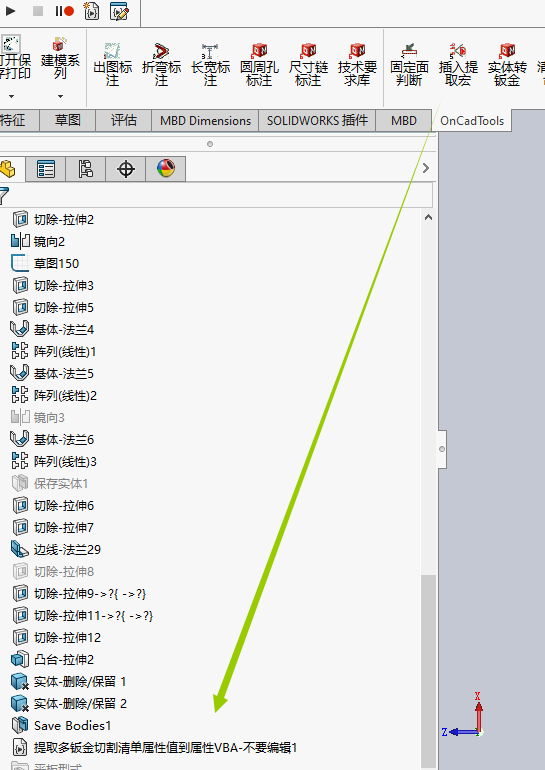 打开保 建模系 出图标 折弯标 长宽标 圆周孔 尺寸链 技术要 固定面 插入提 实体转
存打印 列 注 注 注 标注 标注 求库 判断 取宏 钣金
特征 草图 评估 MBD Dimensions SOLIDWORKS 插件 MBD OnCadTools
切除-拉伸2
镜向2
草图150
切除-拉伸3
切除-拉伸5
基体-法兰4
阵列(线性)1
基体-法兰5
阵列(线性)2
镜向3
基体-法兰6
阵列(线性)3
保存实体1
切除-拉伸6
切除-拉伸7
边线-法兰29
切除-拉伸8
切除-拉伸9->?{ ->?}
切除-拉伸11->?{ ->?}
切除-拉伸12
凸台-拉伸2
实体-删除/保留 1
实体-删除/保留 2
Save Bodies1
提取多钣金切割清单属性值到属性VBA-不要编辑1
平板型式
X
Z